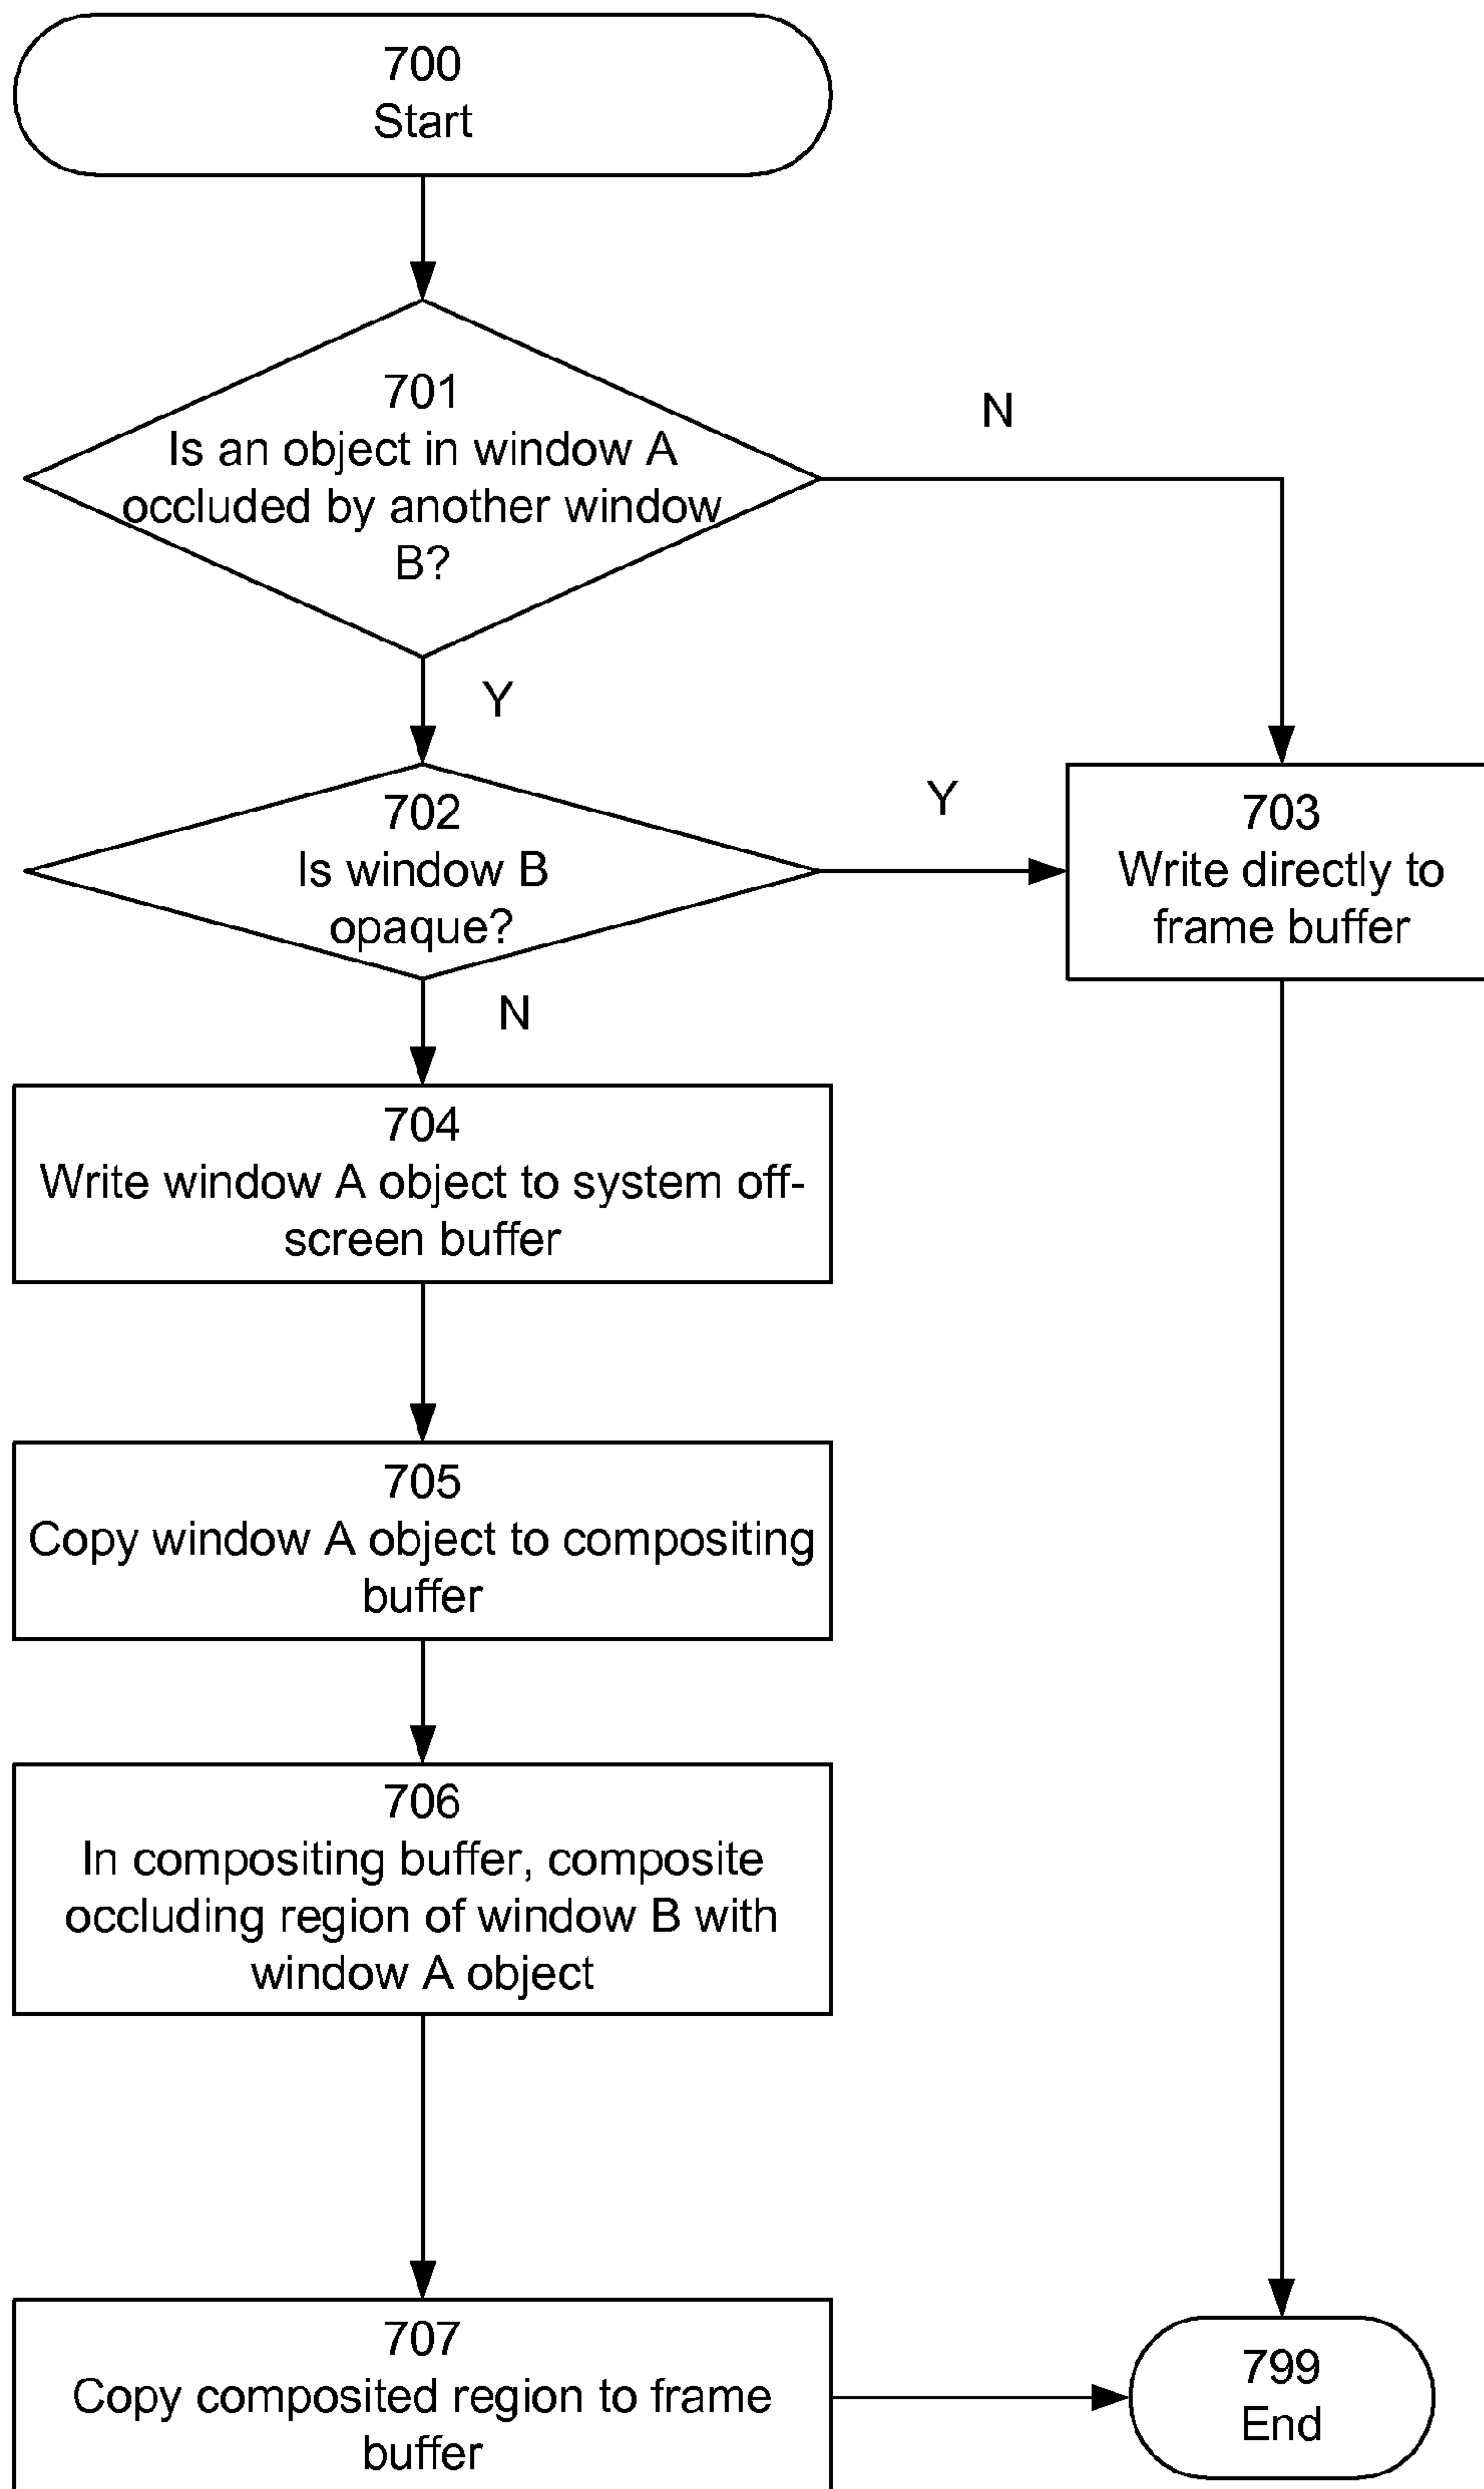 700
Start
701
Is an object in window A
occluded by another window
B?
N
Y
702
Is window B
opaque?
Y
703
Write directly to
frame buffer
N
704
Write window A object to system off-
screen buffer
705
Copy window A object to compositing
buffer
706
In compositing buffer, composite
occluding region of window B with
window A object
707
Copy composited region to frame
buffer
799
End